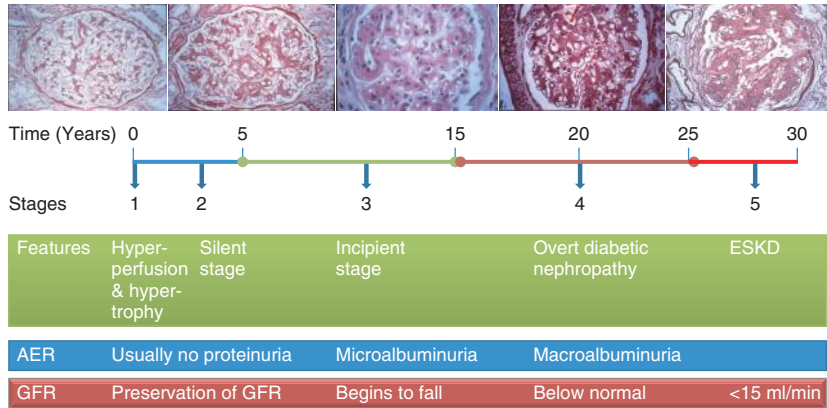 Time (Years) 0 5 15 20 25 30
Stages 1 2 3 4 5
Features Hyper- Silent Incipient Overt diabetic ESKD
perfusion stage stage nephropathy
& hyper-
trophy
AER Usually no proteinuria Microalbuminuria Macroalbuminuria
GFR Preservation of GFR Begins to fall Below normal <15 ml/min